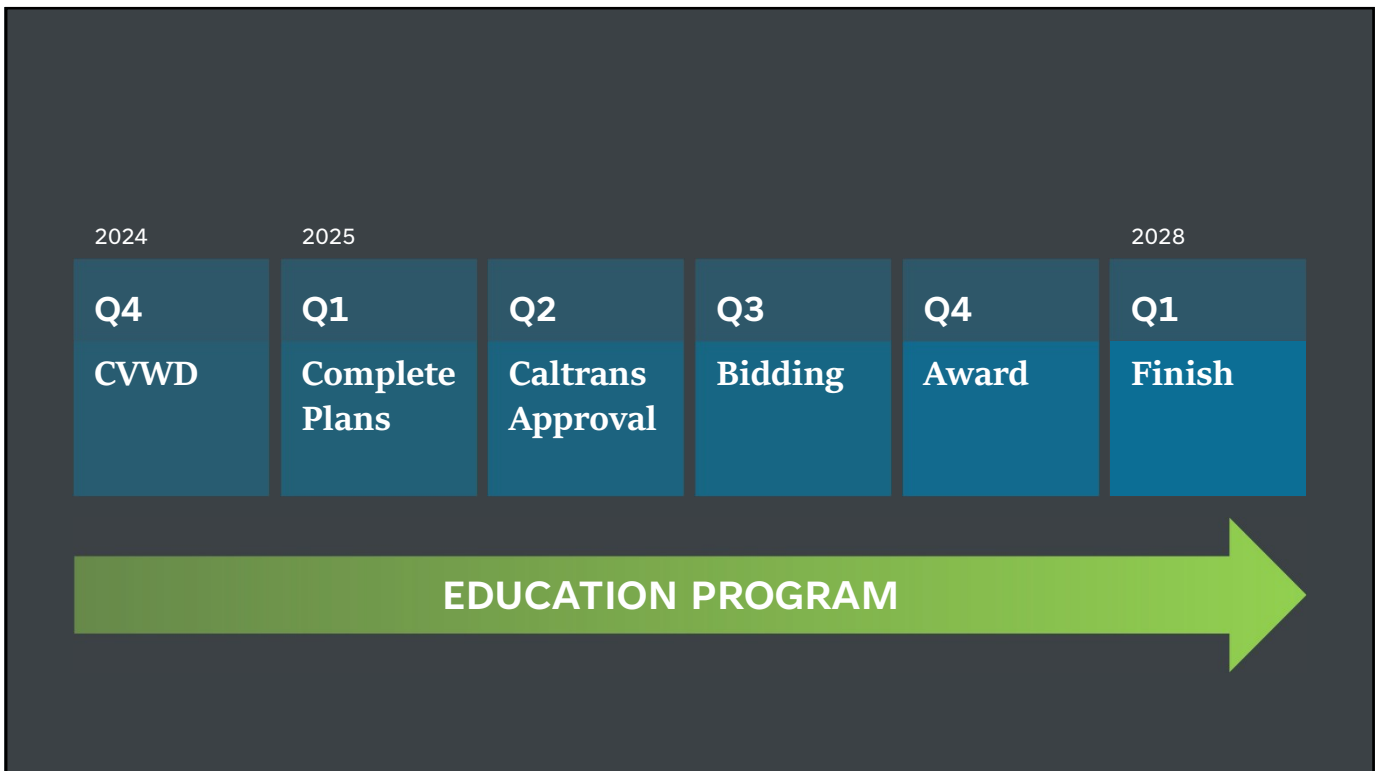 2024
2025
2028
Q4
Q1
Q2
Q3
Q4
Q1
CVWD
Complete
Plans
Caltrans
Approval
Bidding
Award
Finish
EDUCATION PROGRAM